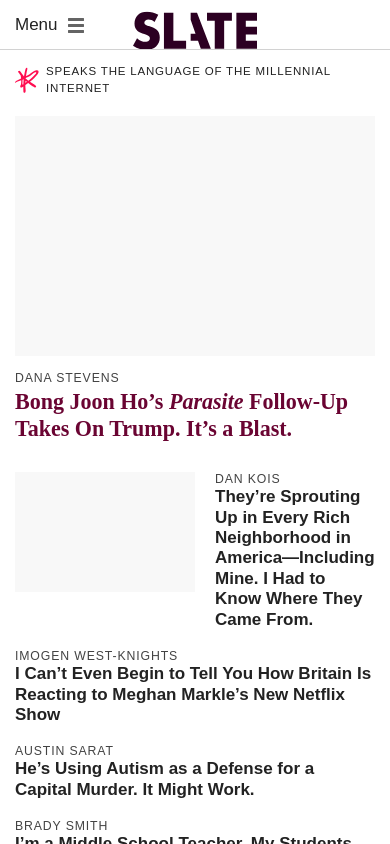 Menu
SLATE
SPEAKS THE LANGUAGE OF THE MILLENNIAL
INTERNET
DANA STEVENS
Bong Joon Ho’s Parasite Follow-Up
Takes On Trump. It’s a Blast.
DAN KOIS
They’re Sprouting
Up in Every Rich
Neighborhood in
America—Including
Mine. I Had to
Know Where They
Came From.
IMOGEN WEST-KNIGHTS
I Can’t Even Begin to Tell You How Britain Is
Reacting to Meghan Markle’s New Netflix
Show
AUSTIN SARAT
He’s Using Autism as a Defense for a
Capital Murder. It Might Work.
BRADY SMITH
I’m a Middle School Teacher. My Students